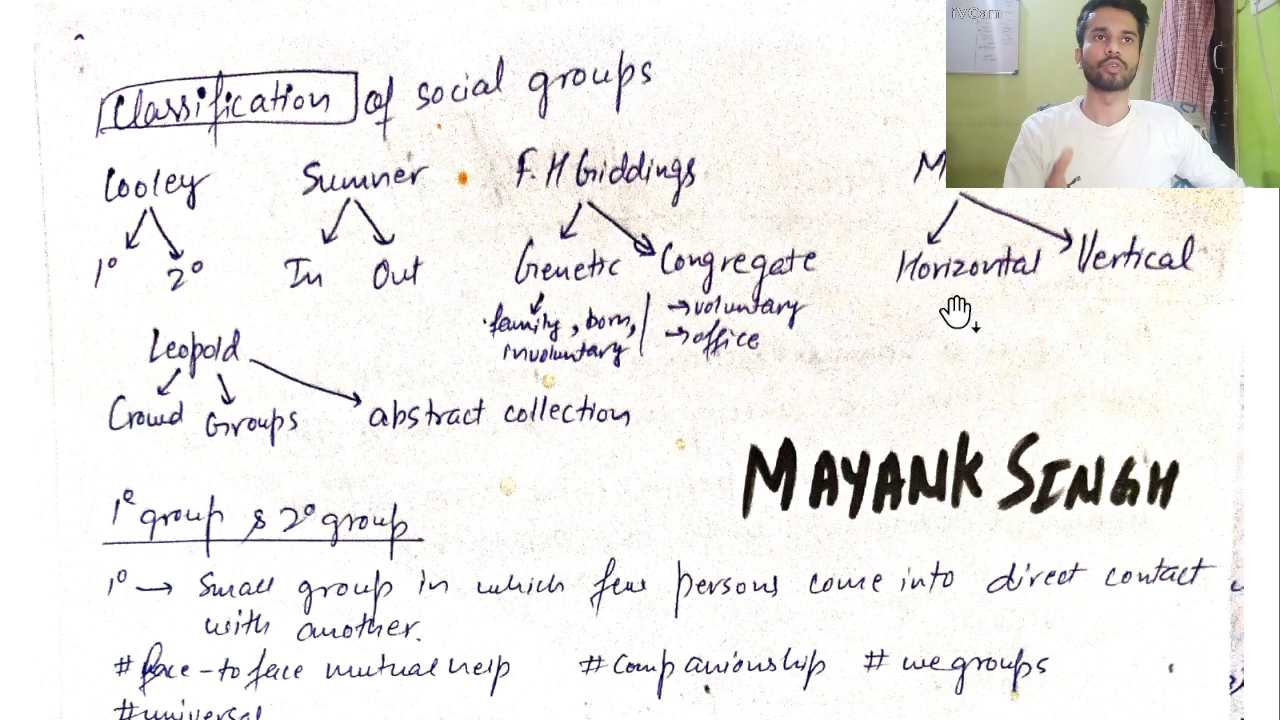 iVCam
Classification of social groups
Cooley Sumner F. H Giddings M
1° 2° In Out Genetic Congregate Horizontal Vertical
family, born, → voluntary
involuntary → office
Leopold
Crowd Groups abstract collection
MAYANK SINGH
1° group & 2° group
1° → Small group in which few persons come into direct contact
with another.
# face-to face mutual help # Companionship # we groups
# universal